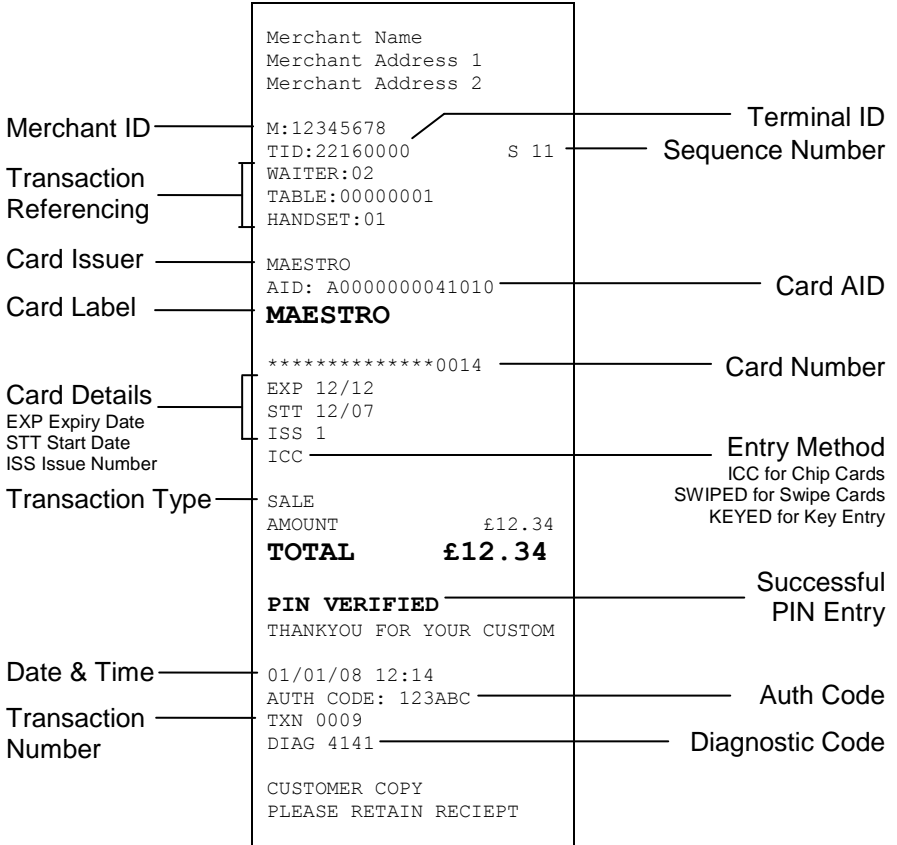 Merchant Name
Merchant Address 1
Merchant Address 2
Merchant ID
M:12345678
Terminal ID
TID:22160000 S 11
Sequence Number
Transaction
Referencing
WAITER:02
TABLE:00000001
HANDSET:01
Card Issuer
MAESTRO
AID: A0000000041010
Card AID
Card Label
MAESTRO
**************0014
Card Number
Card Details
EXP Expiry Date
STT Start Date
ISS Issue Number
EXP 12/12
STT 12/07
ISS 1
ICC
Entry Method
ICC for Chip Cards
SWIPED for Swipe Cards
KEYED for Key Entry
Transaction Type
SALE
AMOUNT £12.34
TOTAL £12.34
PIN VERIFIED
Successful
PIN Entry
THANKYOU FOR YOUR CUSTOM
Date & Time
01/01/08 12:14
AUTH CODE: 123ABC
Auth Code
Transaction
Number
TXN 0009
DIAG 4141
Diagnostic Code
CUSTOMER COPY
PLEASE RETAIN RECIEPT